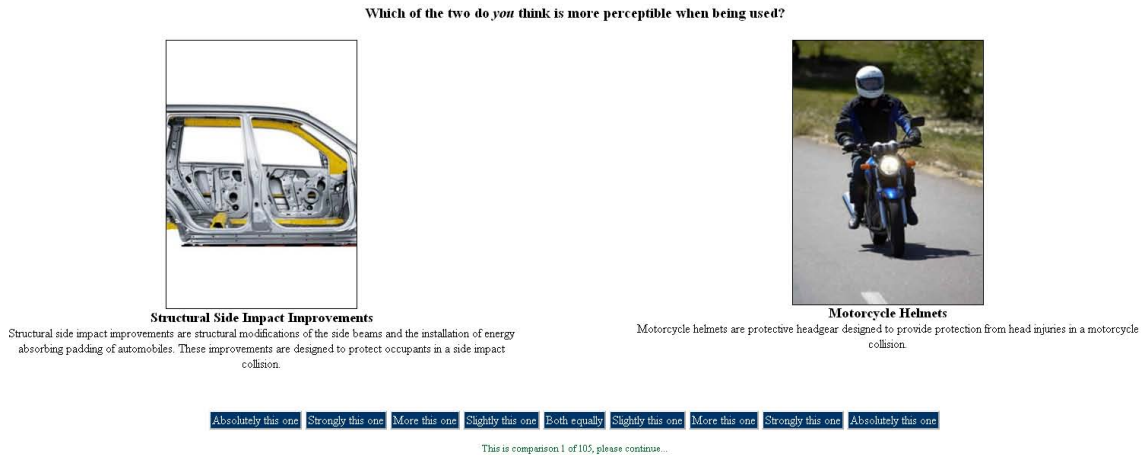 Which of the two do you think is more perceptible when being used?
Structural Side Impact Improvements
Structural side impact improvements are structural modifications of the side beams and the installation of energy
absorbing padding of automobiles. These improvements are designed to protect occupants in a side impact
collision.
Motorcycle Helmets
Motorcycle helmets are protective headgear designed to provide protection from head injuries in a motorcycle
collision.
Absolutely this one Strongly this one More this one Slightly this one Both equally Slightly this one More this one Strongly this one Absolutely this one
This is comparison 1 of 105, please continue...